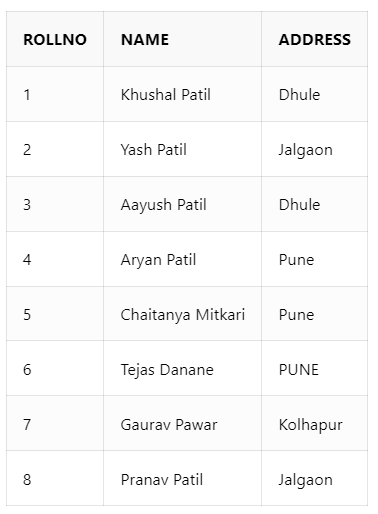 ROLLNO NAME ADDRESS
1 Khushal Patil Dhule
2 Yash Patil Jalgaon
3 Aayush Patil Dhule
4 Aryan Patil Pune
5 Chaitanya Mitkari Pune
6 Tejas Danane PUNE
7 Gaurav Pawar Kolhapur
8 Pranav Patil Jalgaon